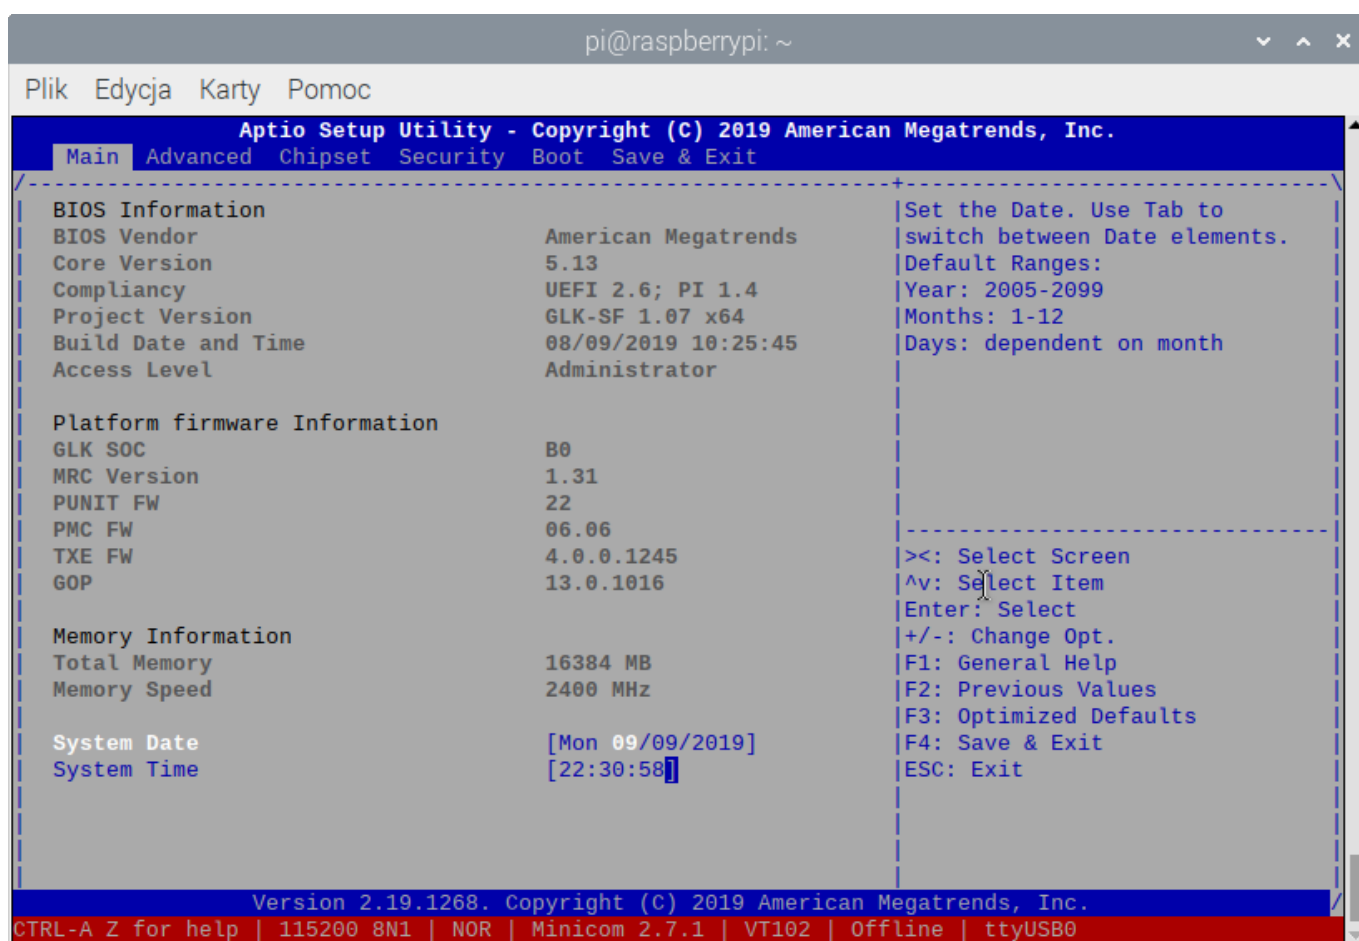 pi@raspberrypi: ~
Plik Edycja Karty Pomoc
Aptio Setup Utility - Copyright (C) 2019 American Megatrends, Inc.
Main Advanced Chipset Security Boot Save & Exit
/-----------------------------------------------------------------+--------------------------------\
BIOS Information |Set the Date. Use Tab to
BIOS Vendor American Megatrends |switch between Date elements.
Core Version 5.13 |Default Ranges:
Compliancy UEFI 2.6; PI 1.4 |Year: 2005-2099
Project Version GLK-SF 1.07 x64 |Months: 1-12
Build Date and Time 08/09/2019 10:25:45 |Days: dependent on month
Access Level Administrator
Platform firmware Information
GLK SOC B0
MRC Version 1.31
PUNIT FW 22
PMC FW 06.06 |--------------------------------
TXE FW 4.0.0.1245 |><: Select Screen
GOP 13.0.1016 |^v: Select Item
|Enter: Select
Memory Information |+/-: Change Opt.
Total Memory 16384 MB |F1: General Help
Memory Speed 2400 MHz |F2: Previous Values
|F3: Optimized Defaults
System Date [Mon 09/09/2019] |F4: Save & Exit
System Time [22:30:58] |ESC: Exit
Version 2.19.1268. Copyright (C) 2019 American Megatrends, Inc.
CTRL-A Z for help | 115200 8N1 | NOR | Minicom 2.7.1 | VT102 | Offline | ttyUSB0